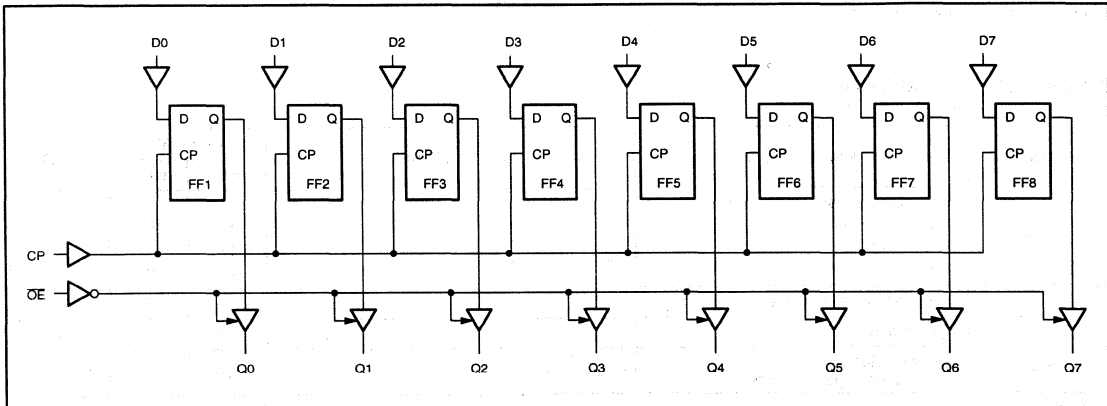 D0 D1 D2 D3 D4 D5 D6 D7
D Q D Q D Q D Q D Q D Q D Q D Q
CP CP CP CP CP CP CP CP
FF1 FF2 FF3 FF4 FF5 FF6 FF7 FF8
CP
O̅E̅
Q0 Q1 Q2 Q3 Q4 Q5 Q6 Q7